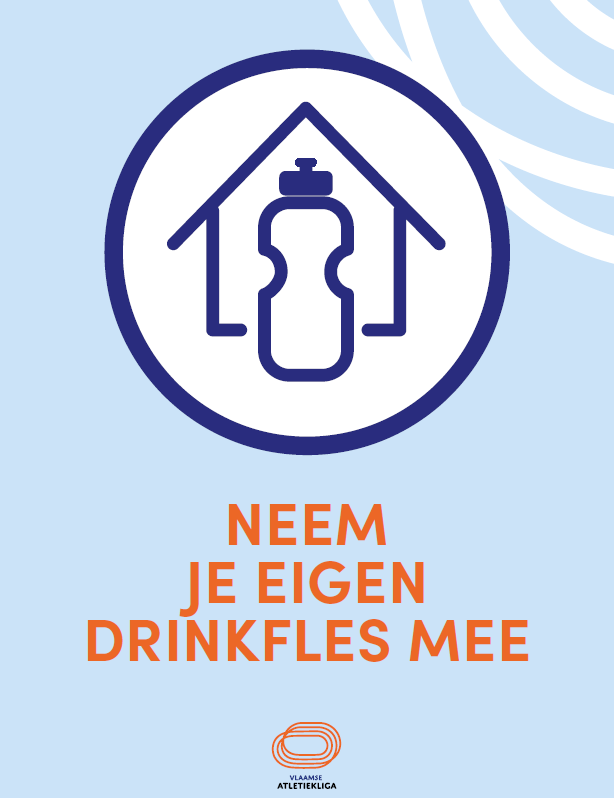 NEEM
JE EIGEN
DRINKFLES MEE
VLAAMSE
ATLETIEKLIGA